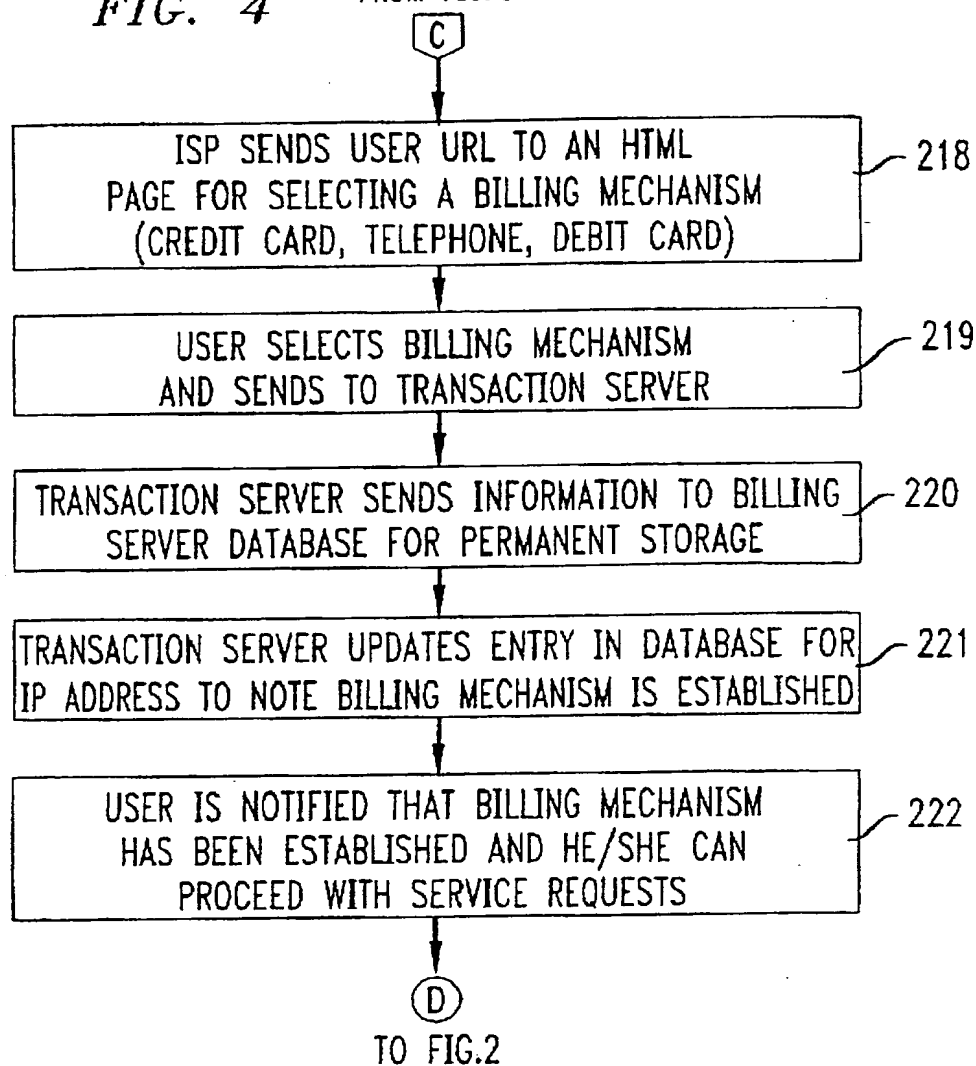 FIG. 4
C
ISP SENDS USER URL TO AN HTML
PAGE FOR SELECTING A BILLING MECHANISM
(CREDIT CARD, TELEPHONE, DEBIT CARD)
218
USER SELECTS BILLING MECHANISM
AND SENDS TO TRANSACTION SERVER
219
TRANSACTION SERVER SENDS INFORMATION TO BILLING
SERVER DATABASE FOR PERMANENT STORAGE
220
TRANSACTION SERVER UPDATES ENTRY IN DATABASE FOR
IP ADDRESS TO NOTE BILLING MECHANISM IS ESTABLISHED
221
USER IS NOTIFIED THAT BILLING MECHANISM
HAS BEEN ESTABLISHED AND HE/SHE CAN
PROCEED WITH SERVICE REQUESTS
222
D
TO FIG.2